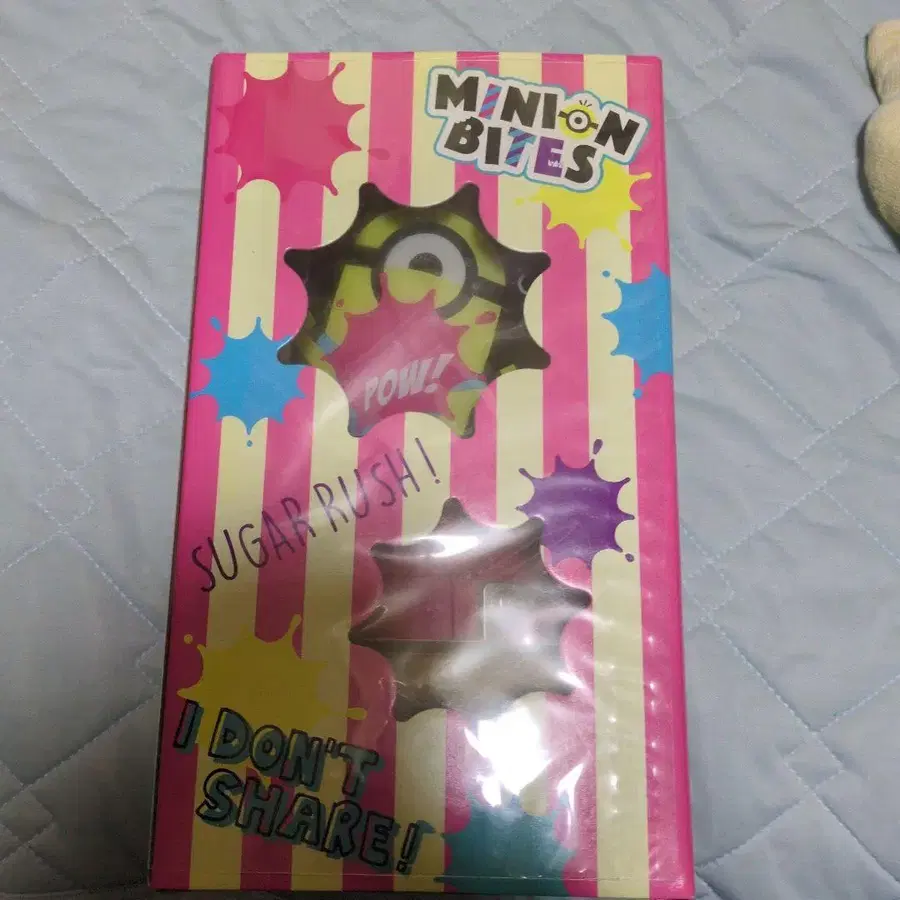 MINION
BITES
POW!
SUGAR RUSH!
I DON'T
SHARE!